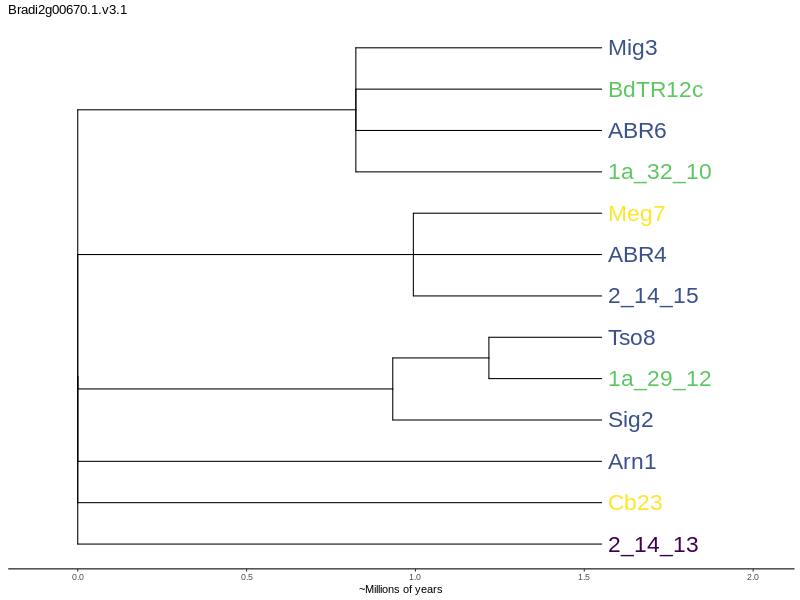 Bradi2g00670.1.v3.1
Mig3
BdTR12c
ABR6
1a_32_10
Meg7
ABR4
2_14_15
Tso8
1a_29_12
Sig2
Arn1
Cb23
2_14_13
0.0 0.5 1.0 1.5 2.0
~Millions of years